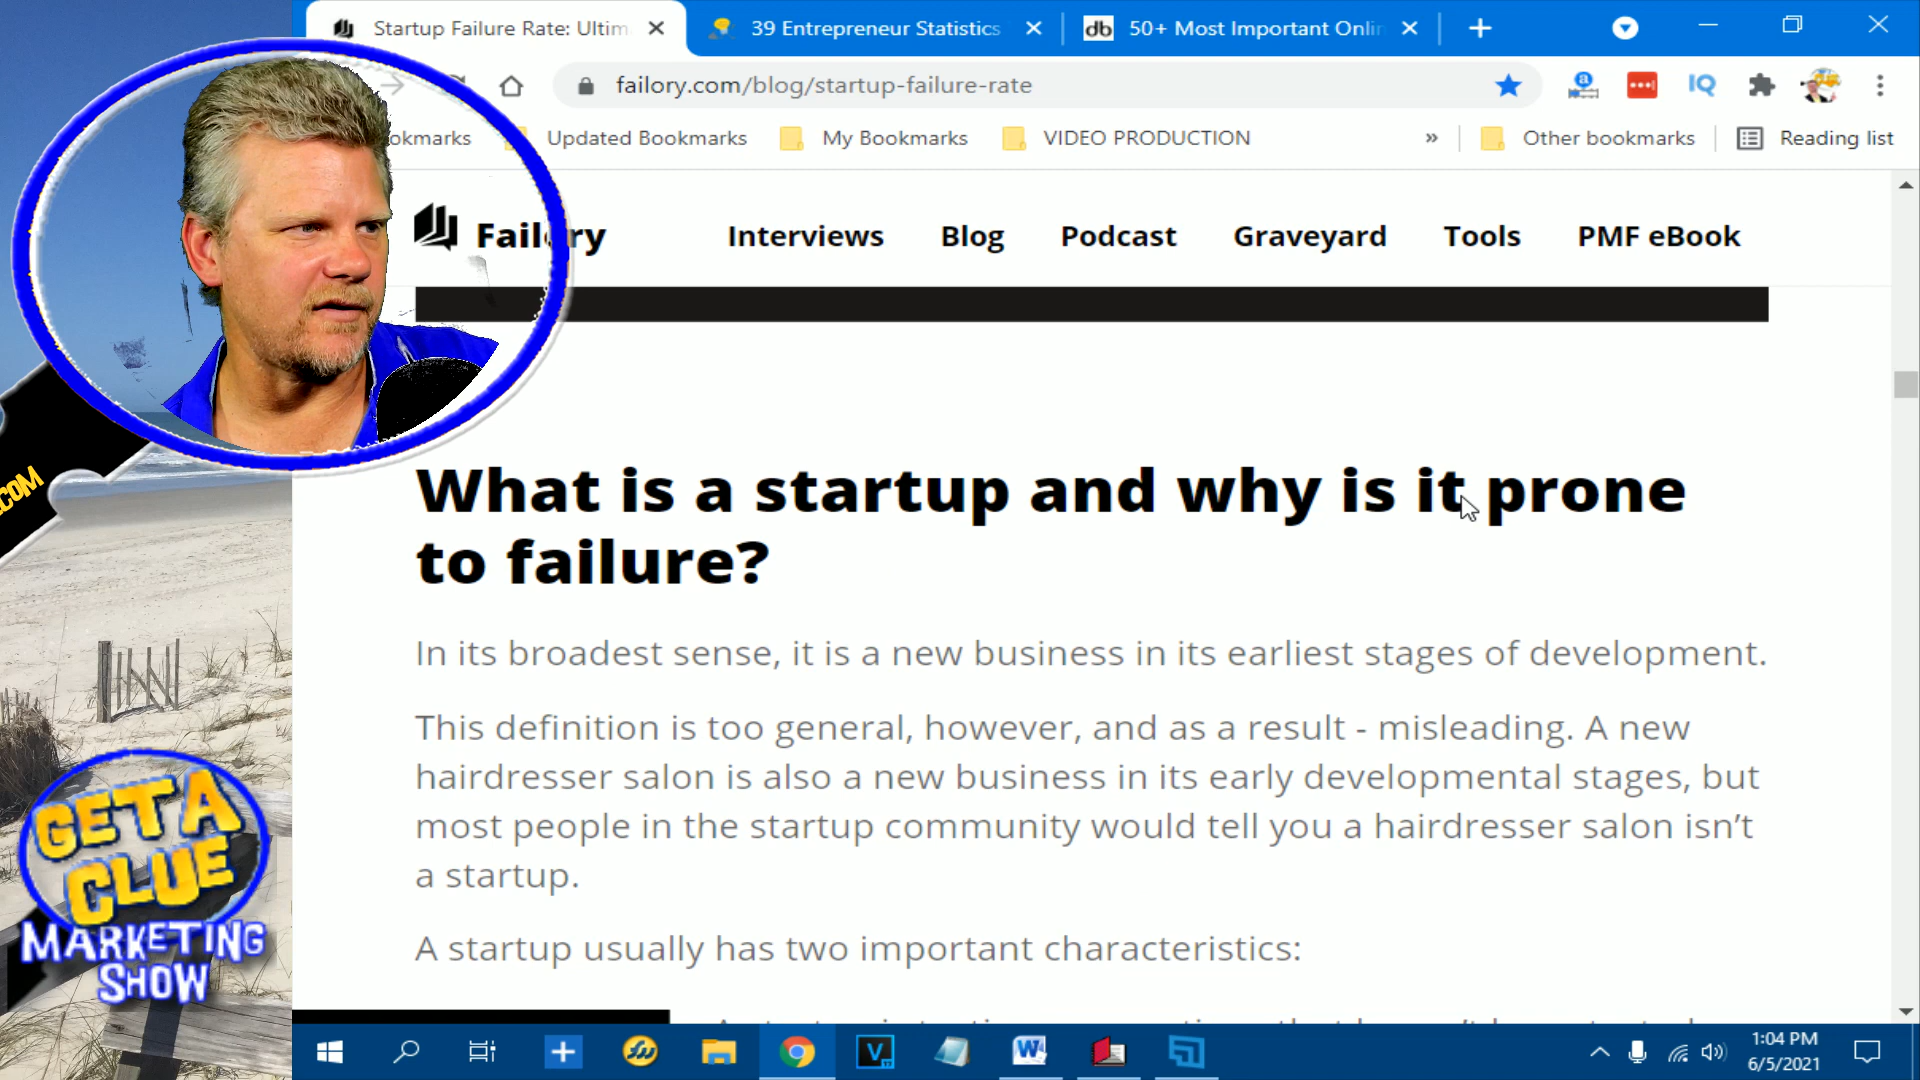 Startup Failure Rate: Ultim
39 Entrepreneur Statistics
50+ Most Important Onlin
failory.com/blog/startup-failure-rate
IQ
okmarks
Updated Bookmarks
My Bookmarks
VIDEO PRODUCTION
»
Other bookmarks
Reading list
Failory
Interviews
Blog
Podcast
Graveyard
Tools
PMF eBook
What is a startup and why is it prone
to failure?
In its broadest sense, it is a new business in its earliest stages of development.
This definition is too general, however, and as a result - misleading. A new
hairdresser salon is also a new business in its early developmental stages, but
most people in the startup community would tell you a hairdresser salon isn’t
a startup.
A startup usually has two important characteristics:
.COM
GET A
CLUE
MARKETING
SHOW
1:04 PM
6/5/2021